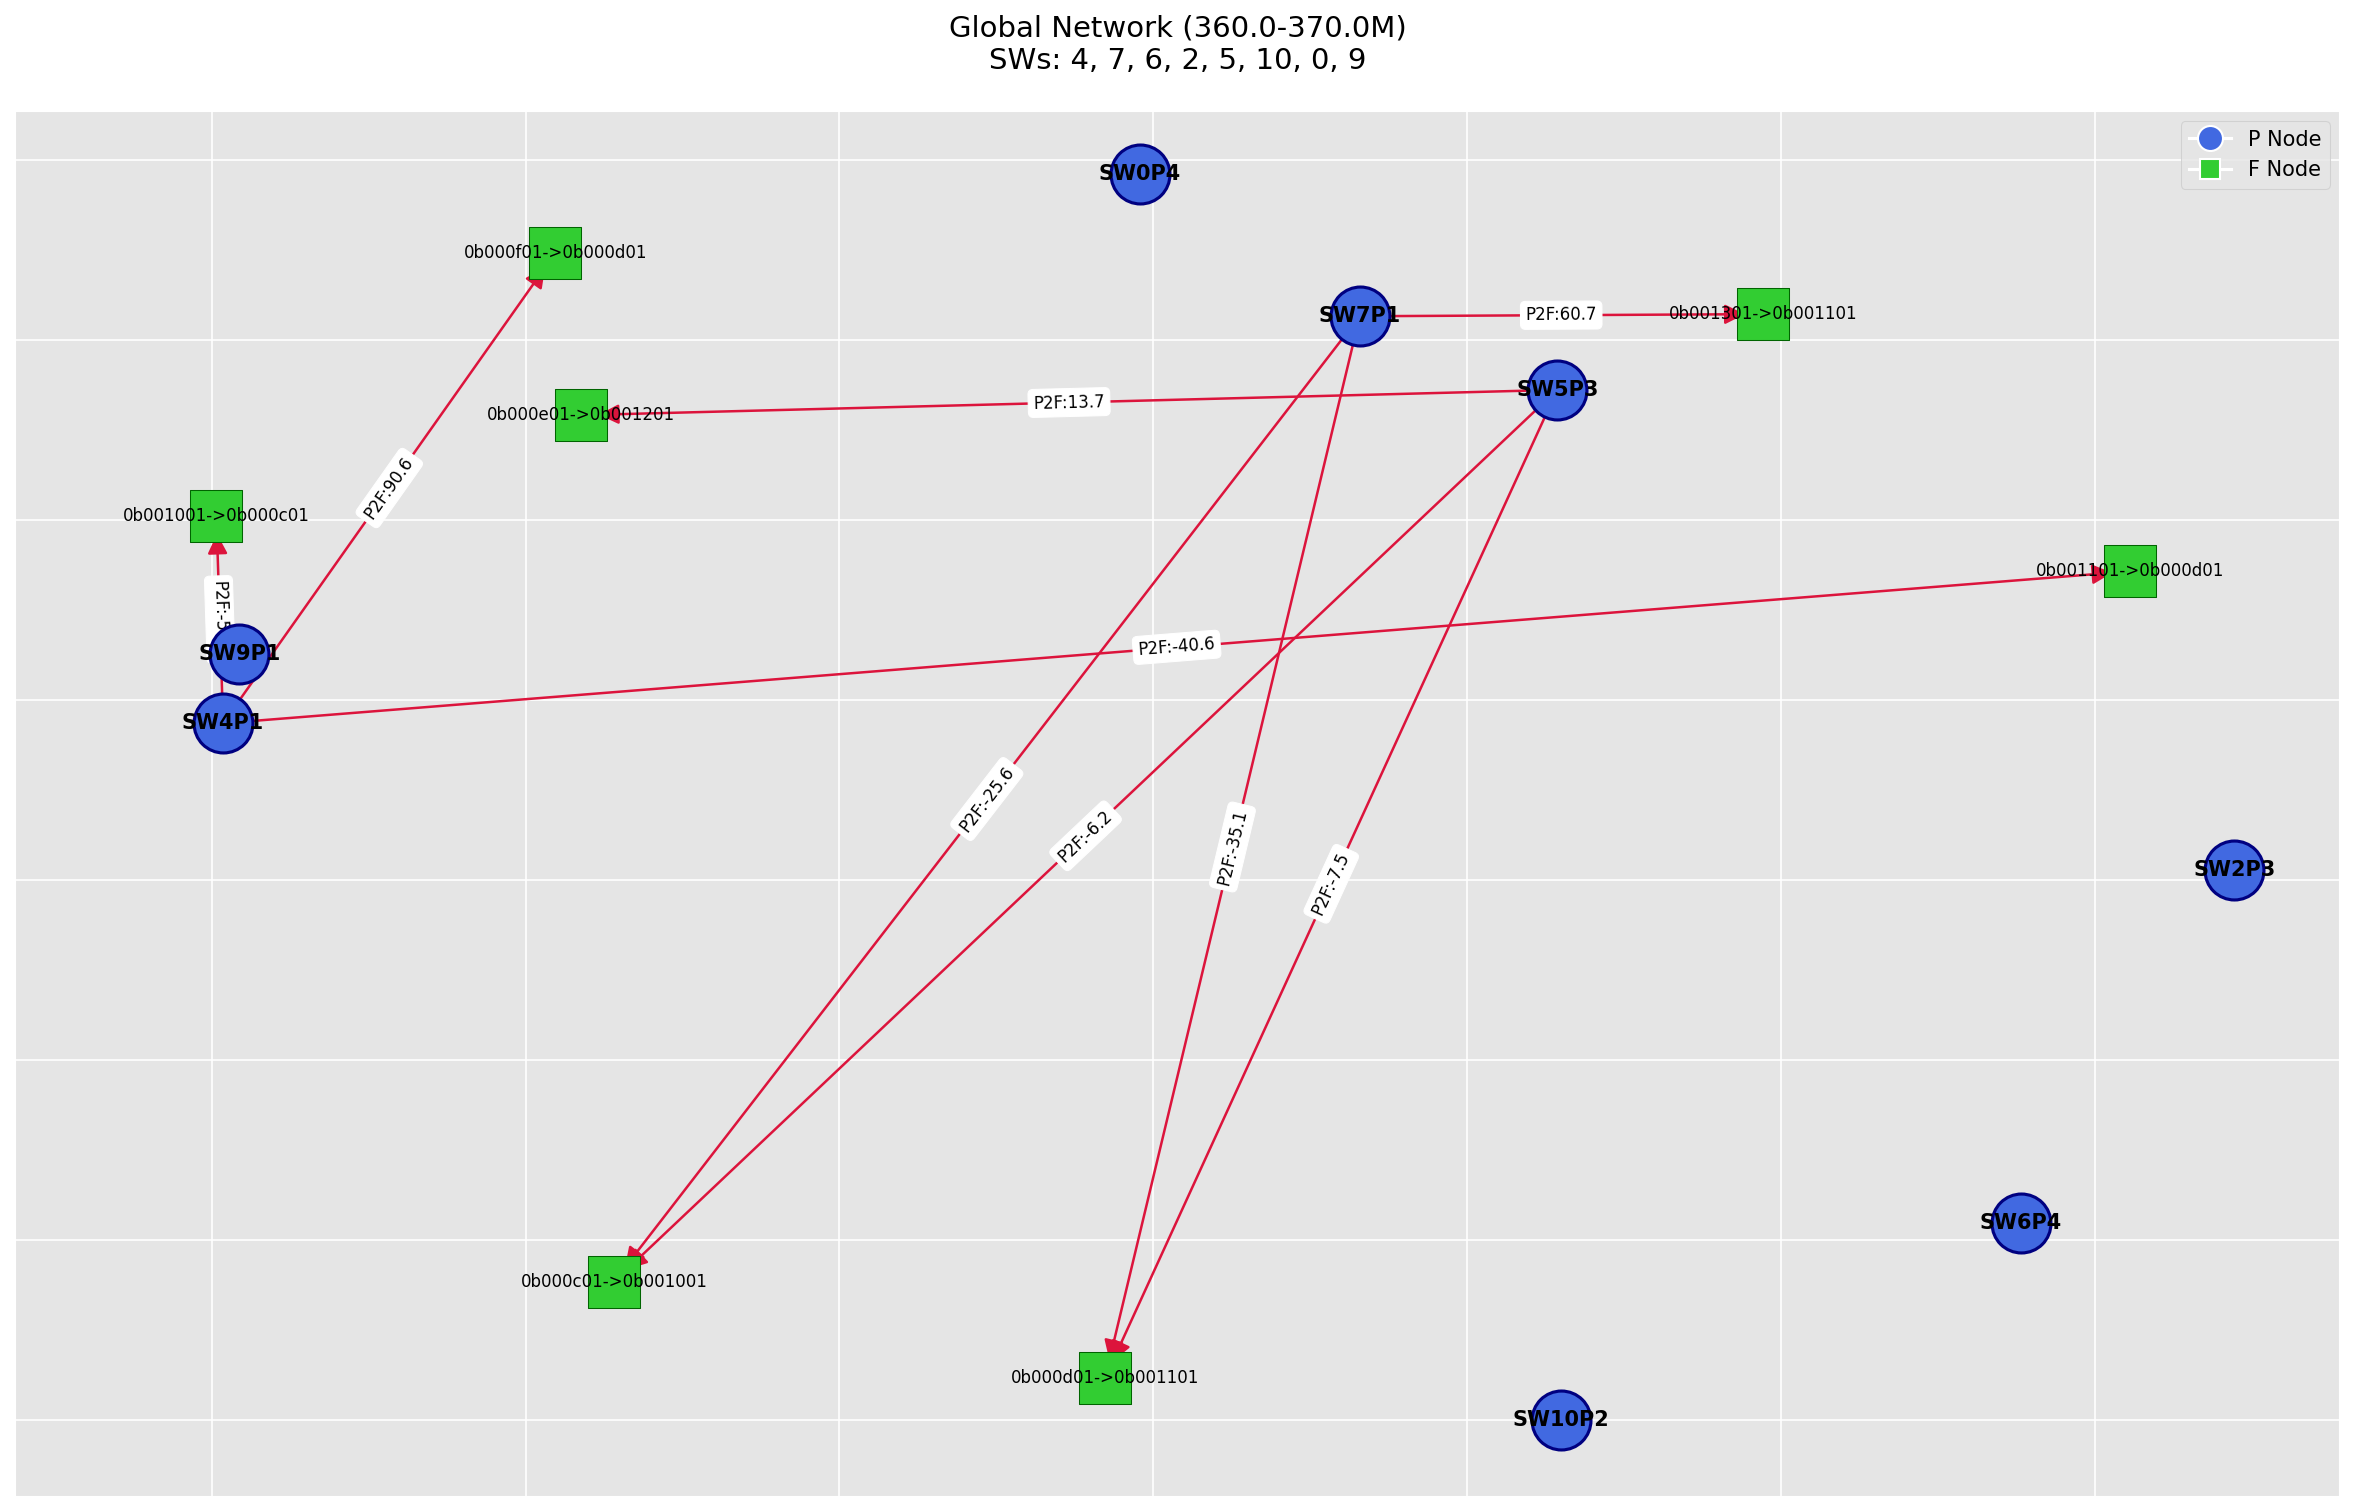 Global Network (360.0-370.0M)
SWs: 4, 7, 6, 2, 5, 10, 0, 9
P Node
F Node
SW0P4
0b000f01->0b000d01
SW7P1
P2F:60.7
0b001301->0b001101
SW5P3
P2F:13.7
0b000e01->0b001201
P2F:90.6
0b001001->0b000c01
0b001101->0b000d01
P2F:-5
SW9P1
P2F:-40.6
SW4P1
P2F:-25.6
P2F:-6.2
P2F:-35.1
P2F:-7.5
SW2P3
SW6P4
0b000c01->0b001001
0b000d01->0b001101
SW10P2